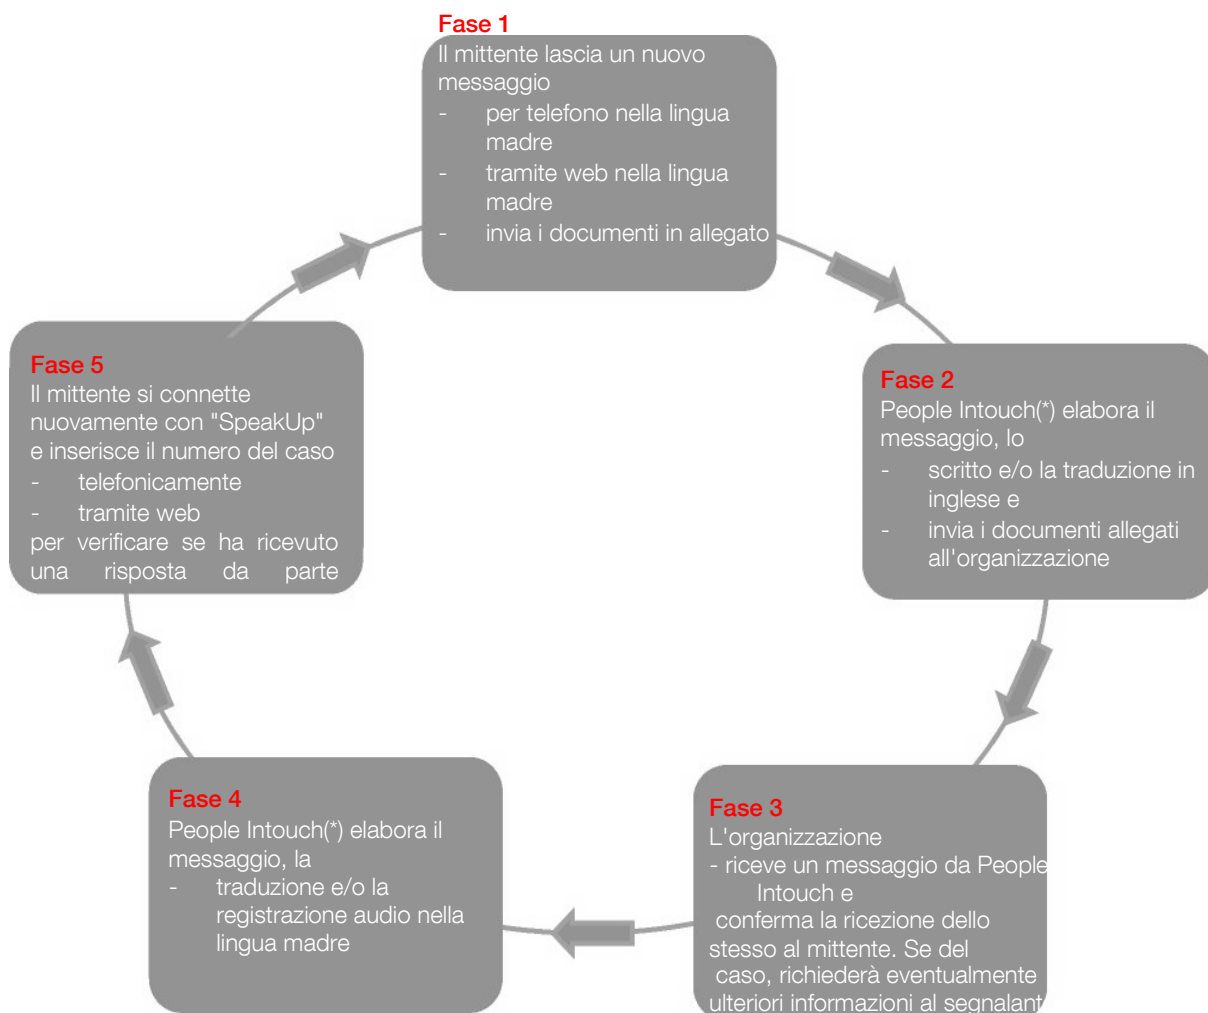 Fase 1
Il mittente lascia un nuovo
messaggio
- per telefono nella lingua
madre
- tramite web nella lingua
madre
- invia i documenti in allegato
Fase 2
People Intouch(*) elabora il
messaggio, lo
- scritto e/o la traduzione in
inglese e
- invia i documenti allegati
all'organizzazione
Fase 3
L'organizzazione
- riceve un messaggio da People
Intouch e
conferma la ricezione dello
stesso al mittente. Se del
caso, richiederà eventualmente
ulteriori informazioni al segnalant
Fase 4
People Intouch(*) elabora il
messaggio, la
- traduzione e/o la
registrazione audio nella
lingua madre
Fase 5
Il mittente si connette
nuovamente con "SpeakUp"
e inserisce il numero del caso
- telefonicamente
- tramite web
per verificare se ha ricevuto
una risposta da parte